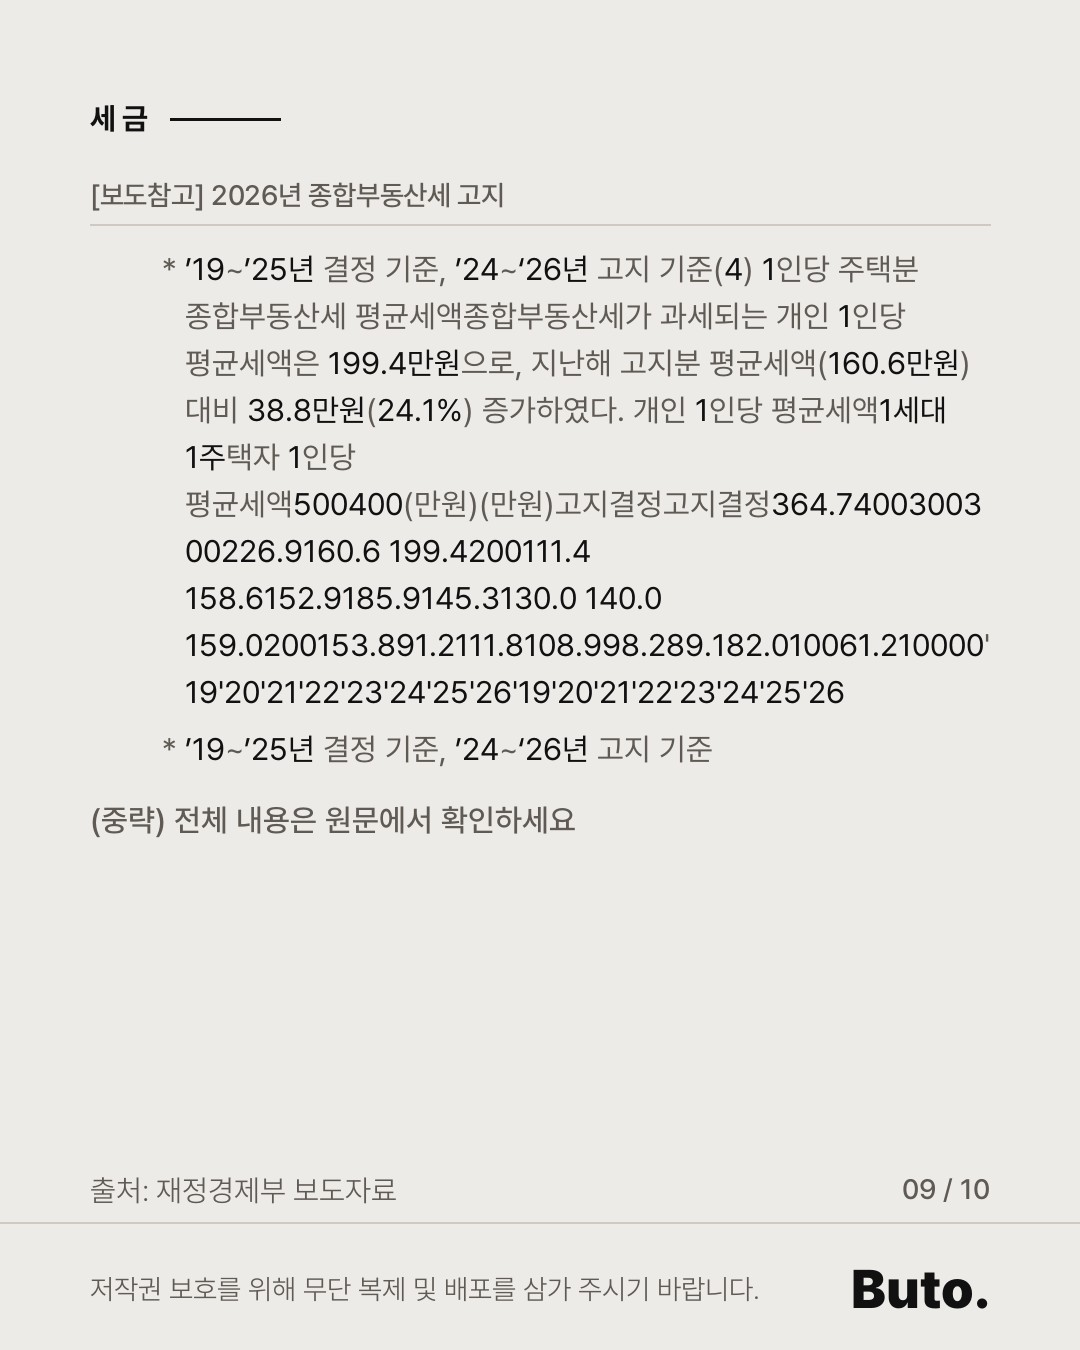 세금
[보도참고] 2026년 종합부동산세 고지
* ’19~’25년 결정 기준, ’24~‘26년 고지 기준(4) 1인당 주택분
종합부동산세 평균세액종합부동산세가 과세되는 개인 1인당
평균세액은 199.4만원으로, 지난해 고지분 평균세액(160.6만원)
대비 38.8만원(24.1%) 증가하였다. 개인 1인당 평균세액1세대
1주택자 1인당
평균세액500400(만원)(만원)고지결정고지결정364.74003003
00226.9160.6 199.4200111.4
158.6152.9185.9145.3130.0 140.0
159.0200153.891.2111.8108.998.289.182.010061.210000'
19'20'21'22'23'24'25'26'19'20'21'22'23'24'25'26
* ’19~’25년 결정 기준, ’24~‘26년 고지 기준
(중략) 전체 내용은 원문에서 확인하세요
출처: 재정경제부 보도자료
09 / 10
저작권 보호를 위해 무단 복제 및 배포를 삼가 주시기 바랍니다.
Buto.